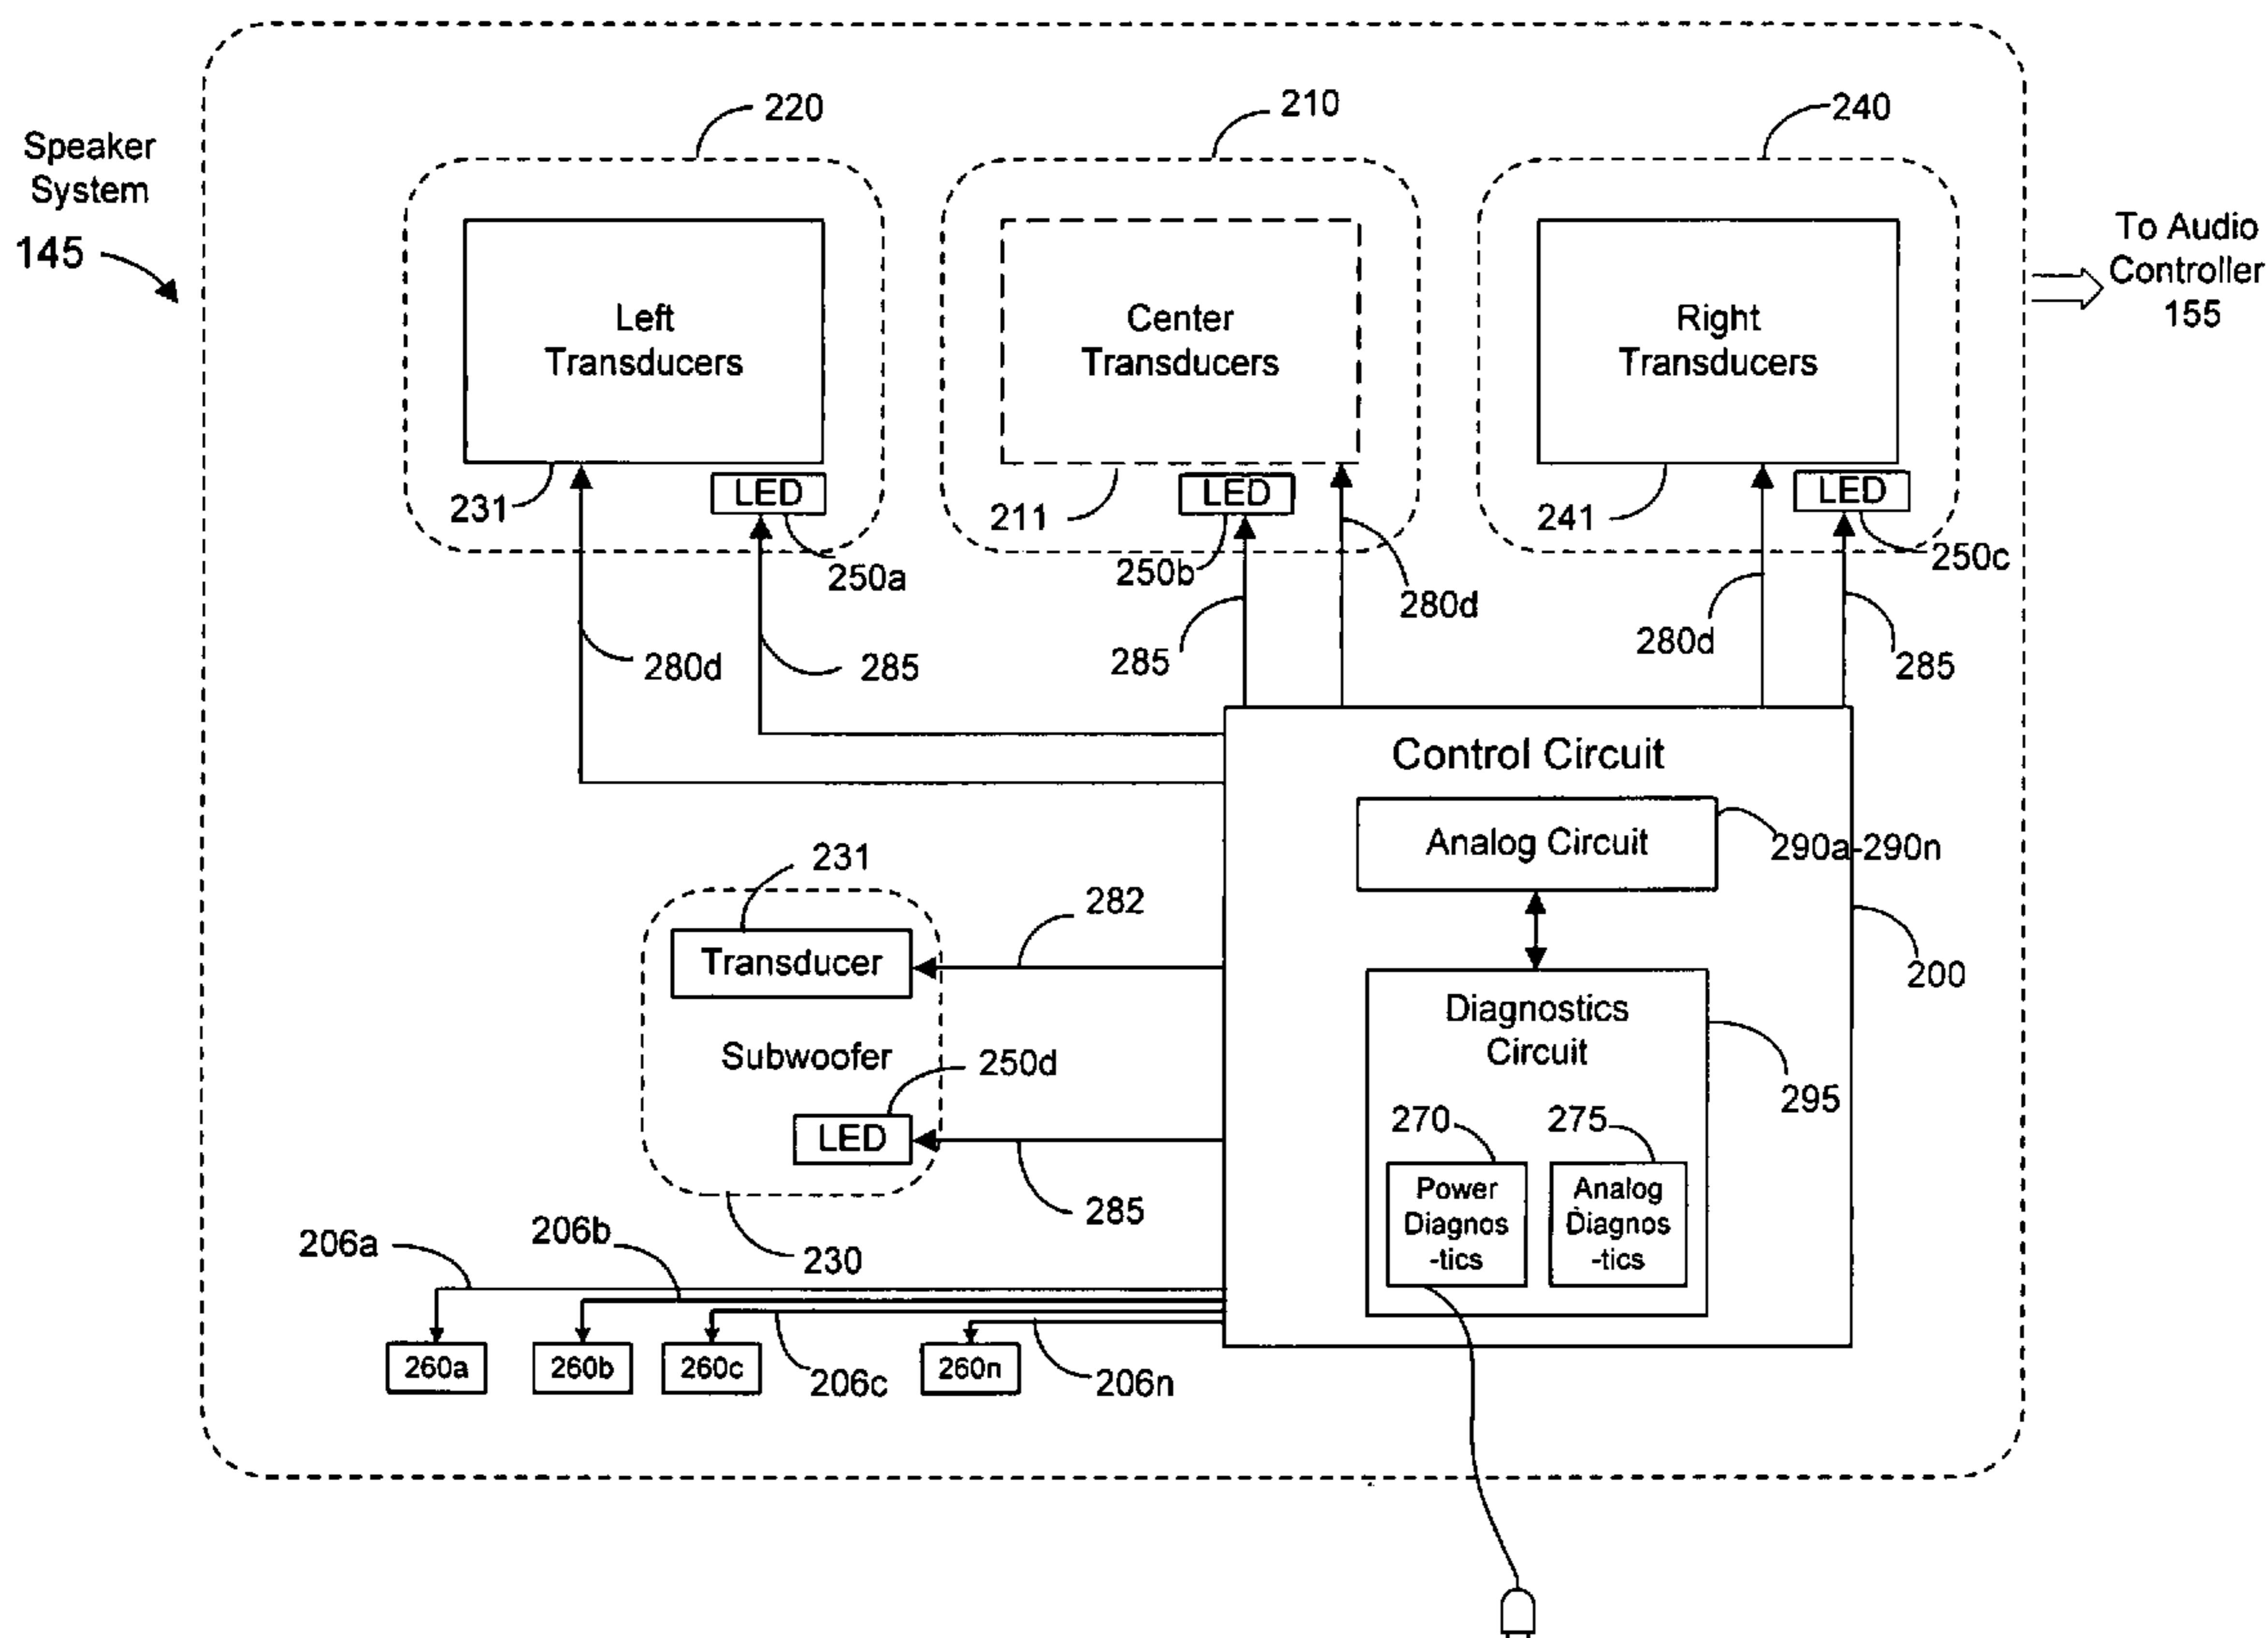 220
210
240
Speaker
System
145
To Audio
Controller
155
Left
Transducers
Center
Transducers
Right
Transducers
231
LED
211
LED
241
LED
250a
250b
280d
250c
280d
285
285
280d
285
Control Circuit
Analog Circuit
290a-290n
231
282
200
Transducer
Diagnostics
Circuit
Subwoofer
250d
295
270
275
LED
Power
Diagnos
-tics
Analog
Diagnos
-tics
285
206a
206b
230
260a
260b
260c
206c
260n
206n